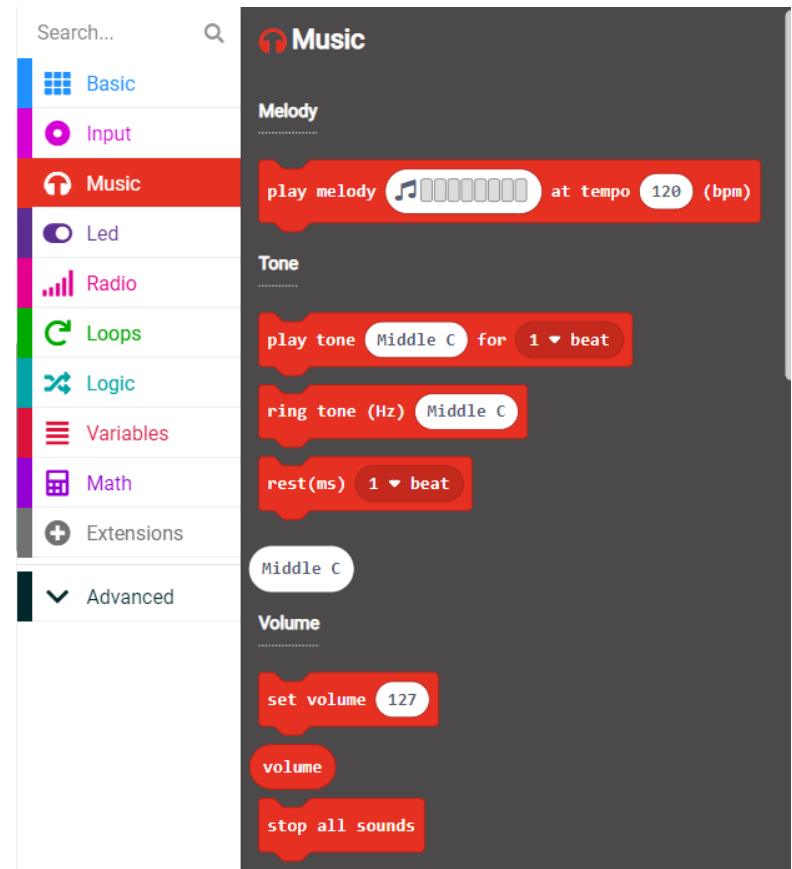 Search...
Basic
Input
Music
Led
Radio
Loops
Logic
Variables
Math
Extensions
Advanced
Music
Melody
play melody at tempo 120 (bpm)
Tone
play tone Middle C for 1 beat
ring tone (Hz) Middle C
rest(ms) 1 beat
Middle C
Volume
set volume 127
volume
stop all sounds